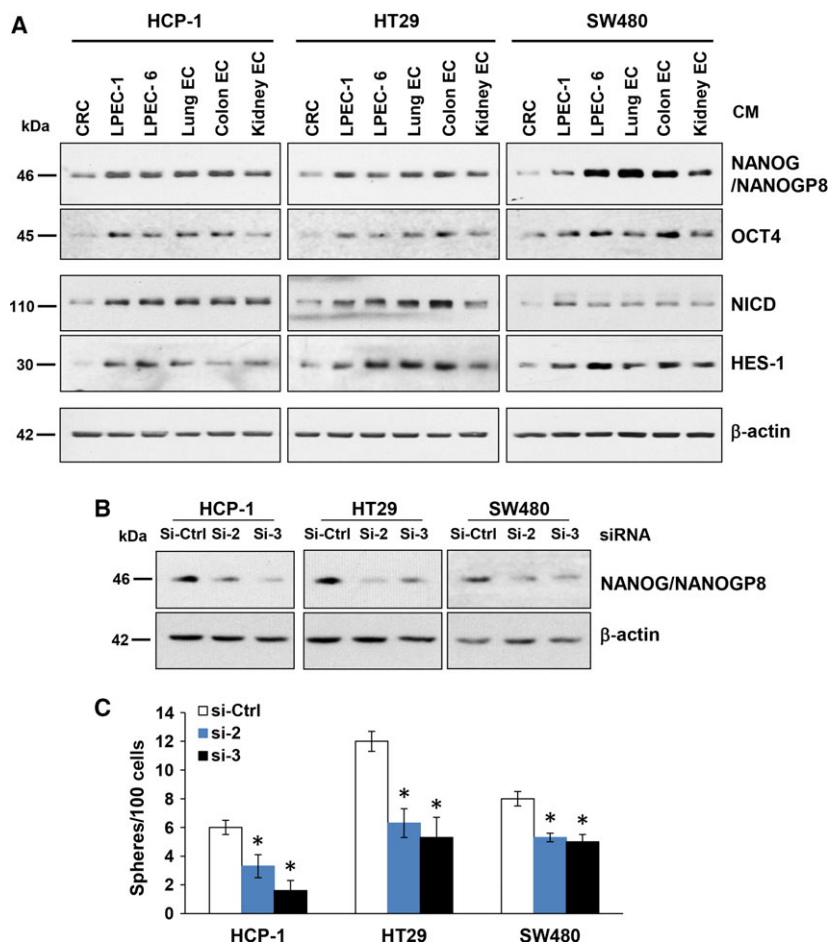 A
HCP-1 HT29 SW480
kDa CRC LPEC-1 LPEC- 6 Lung EC Colon EC Kidney EC CRC LPEC-1 LPEC- 6 Lung EC Colon EC Kidney EC CRC LPEC-1 LPEC- 6 Lung EC Colon EC Kidney EC CM
46 NANOG
/NANOGP8
45 OCT4
110 NICD
30 HES-1
42 β-actin
B
HCP-1 HT29 SW480
kDa Si-Ctrl Si-2 Si-3 Si-Ctrl Si-2 Si-3 Si-Ctrl Si-2 Si-3 siRNA
46 NANOG/NANOGP8
42 β-actin
C
Spheres/100 cells
14
12
10
8
6
4
2
0
si-Ctrl
si-2
si-3
* * * * * *
HCP-1 HT29 SW480